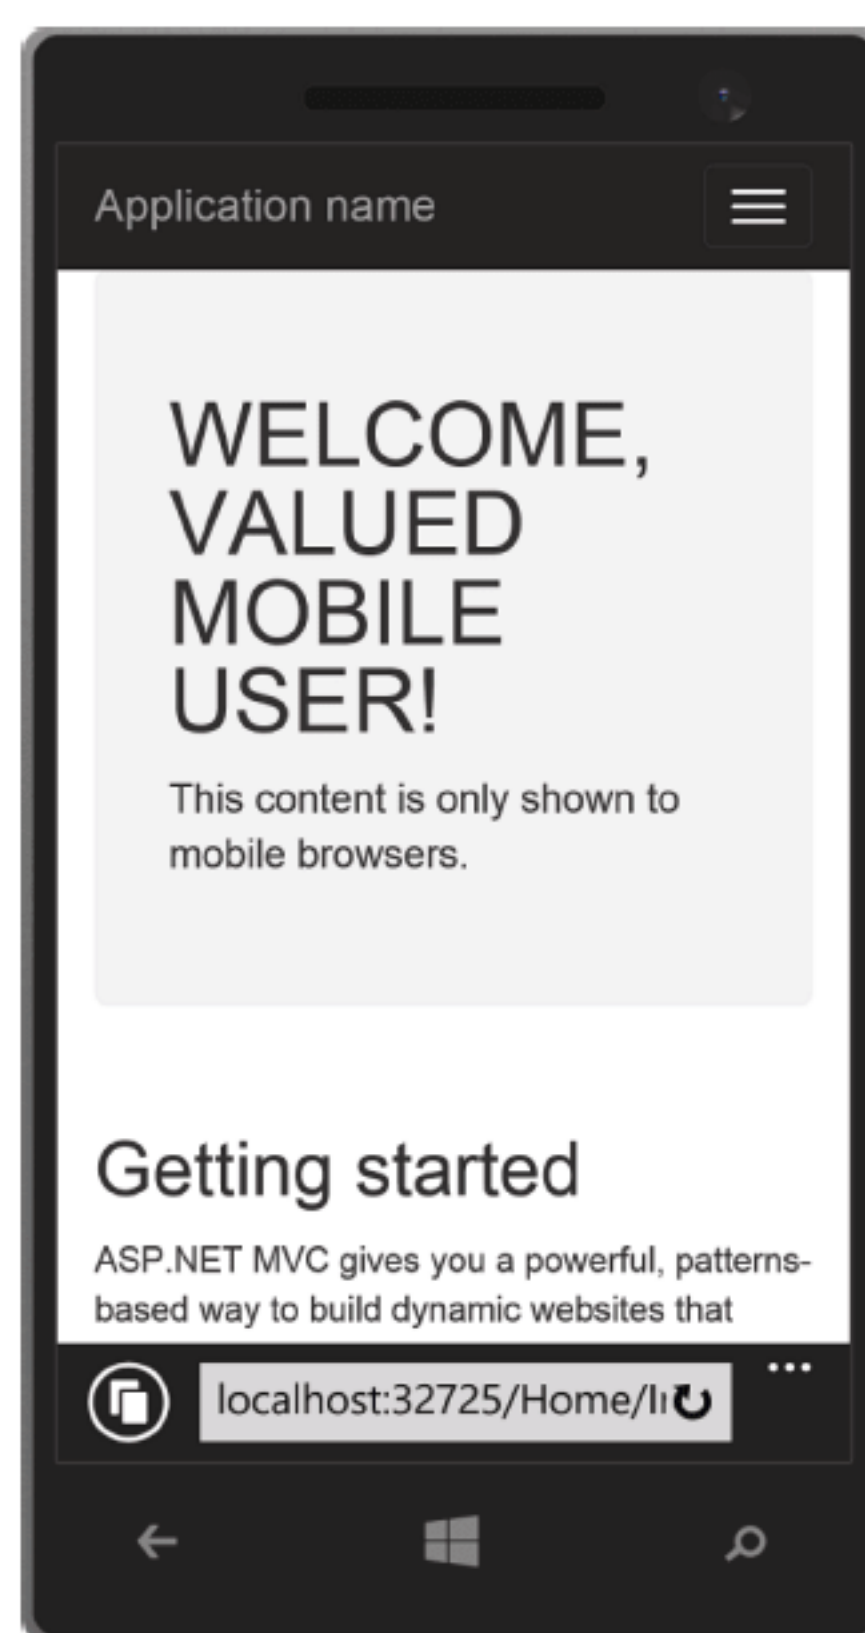 Application name
WELCOME,
VALUED
MOBILE
USER!
This content is only shown to
mobile browsers.
Getting started
ASP.NET MVC gives you a powerful, patterns-
based way to build dynamic websites that
localhost:32725/Home/